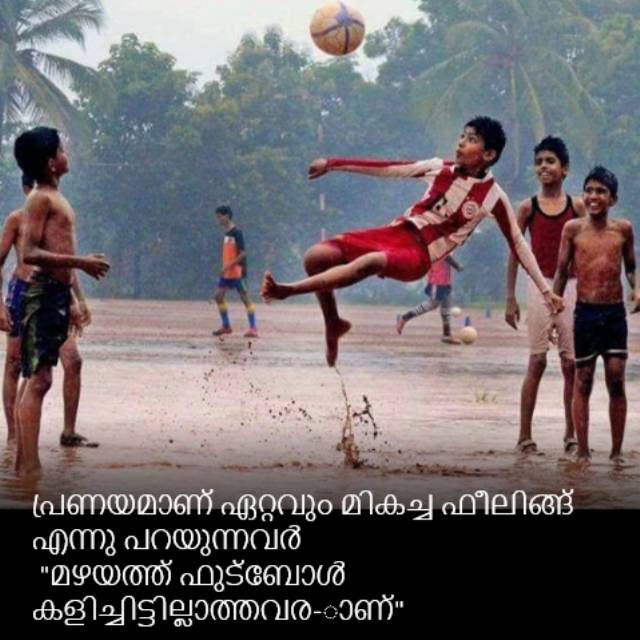 പ്രണയമാണ് ഏറ്റവും മികച്ച ഫീലിങ്ങ്
എന്നു പറയുന്നവർ
"മഴയത്ത് ഫുട്ബോൾ
കളിച്ചിട്ടില്ലാത്തവര-ാണ്"